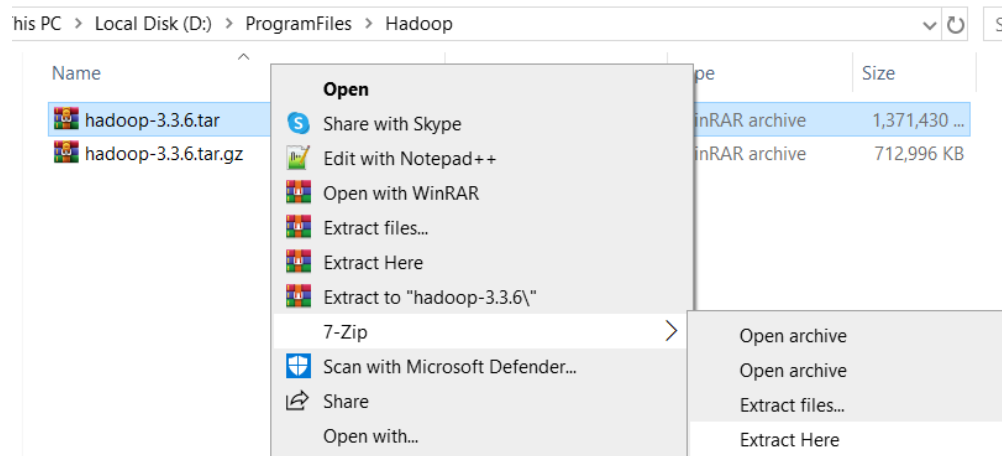 his PC > Local Disk (D:) > ProgramFiles > Hadoop
Name pe Size
hadoop-3.3.6.tar inRAR archive 1,371,430 ...
hadoop-3.3.6.tar.gz inRAR archive 712,996 KB
Open
Share with Skype
Edit with Notepad++
Open with WinRAR
Extract files...
Extract Here
Extract to "hadoop-3.3.6\"
7-Zip
Scan with Microsoft Defender...
Share
Open with...
Open archive
Open archive
Extract files...
Extract Here